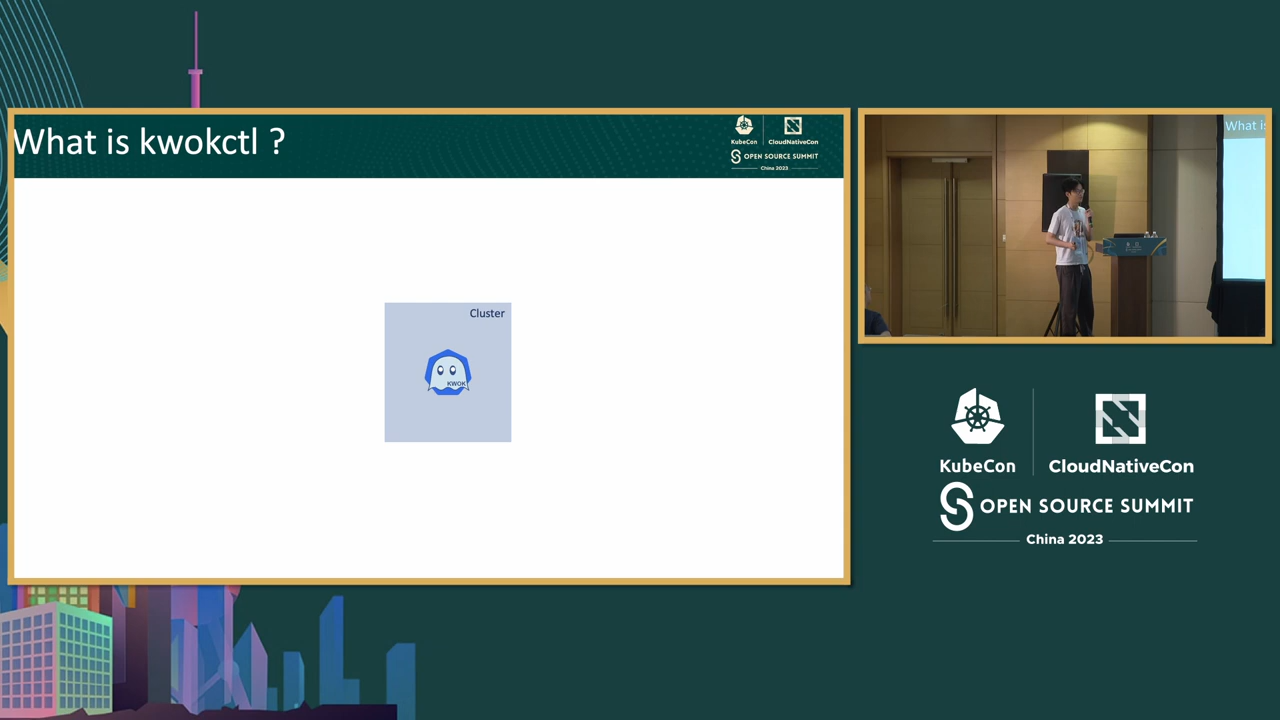 What is kwokctl ?
KubeCon
CloudNativeCon
OPEN SOURCE SUMMIT
China 2023
Cluster
KWOK
What is
KubeCon
CloudNativeCon
OPEN SOURCE SUMMIT
China 2023